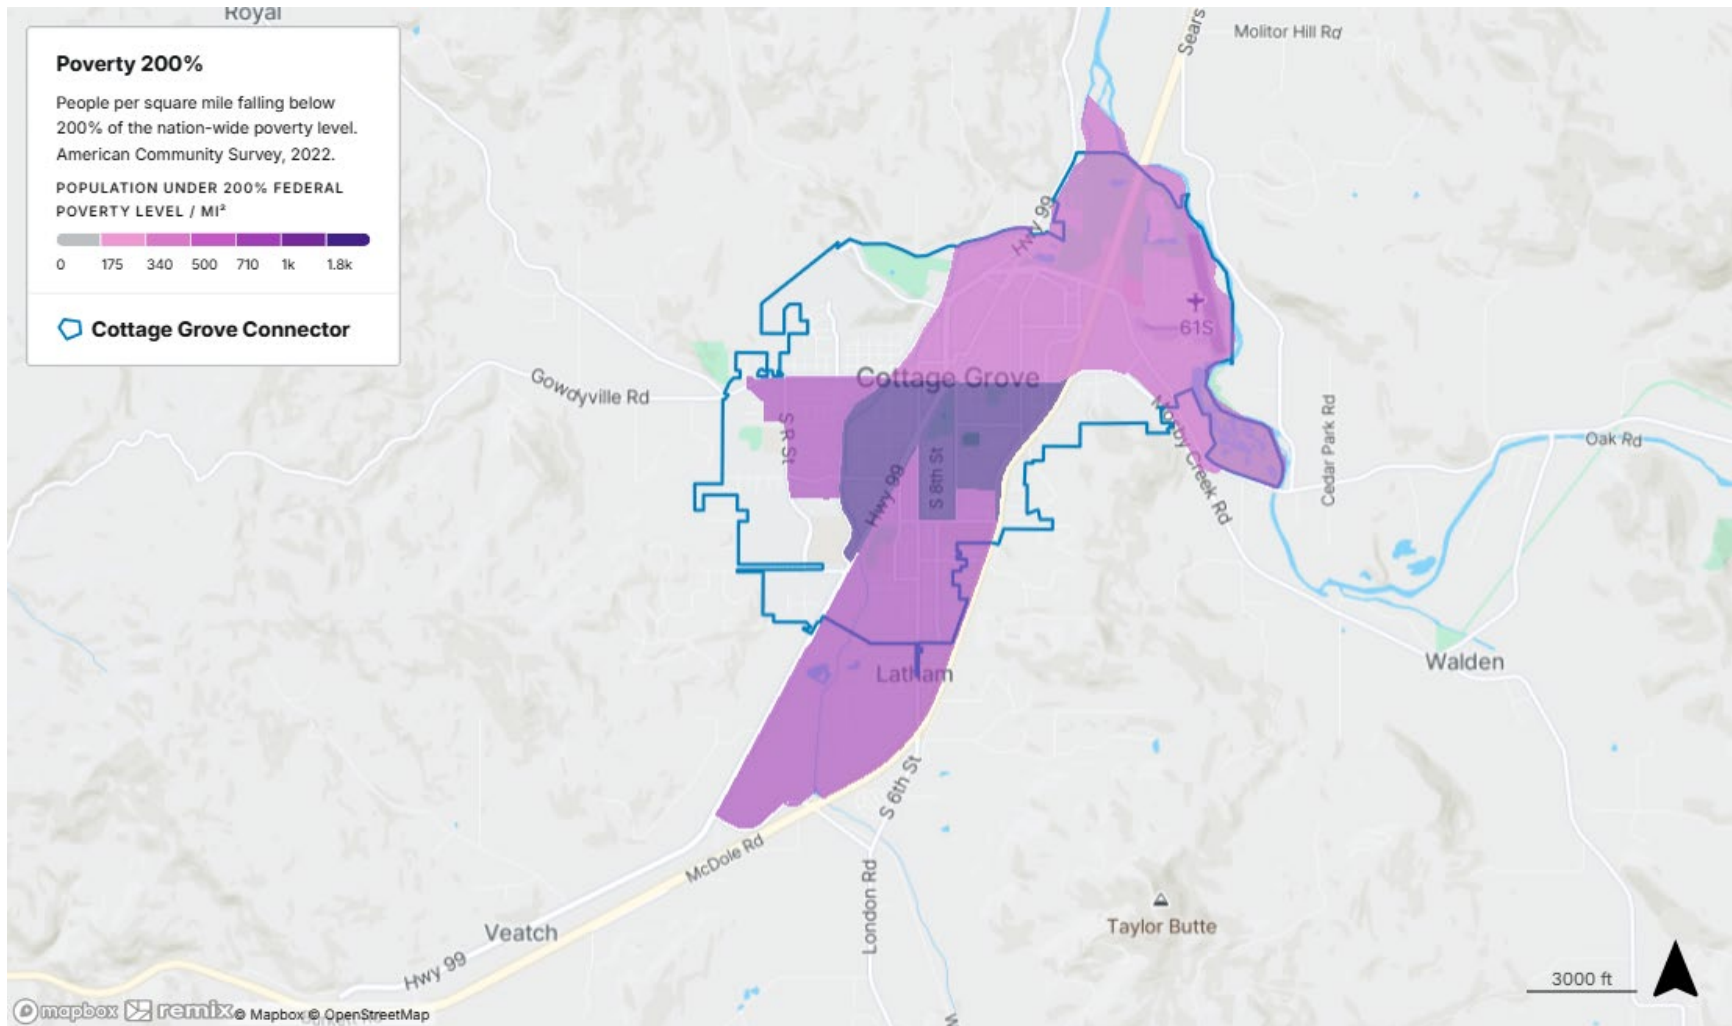 Royal
Molitor Hill Rd
Sears
Poverty 200%
People per square mile falling below
200% of the nation-wide poverty level.
American Community Survey, 2022.
POPULATION UNDER 200% FEDERAL
POVERTY LEVEL / MI²
0 175 340 500 710 1k 1.8k
Cottage Grove Connector
Hwy 99
61S
Gowdyville Rd
Cottage Grove
S R St
Mosby Creek Rd
Cedar Park Rd
Oak Rd
Hwy 99
S 8th St
Latham
Walden
S 6th St
McDole Rd
London Rd
Taylor Butte
Veatch
Hwy 99
3000 ft
mapbox remix © Mapbox © OpenStreetMap